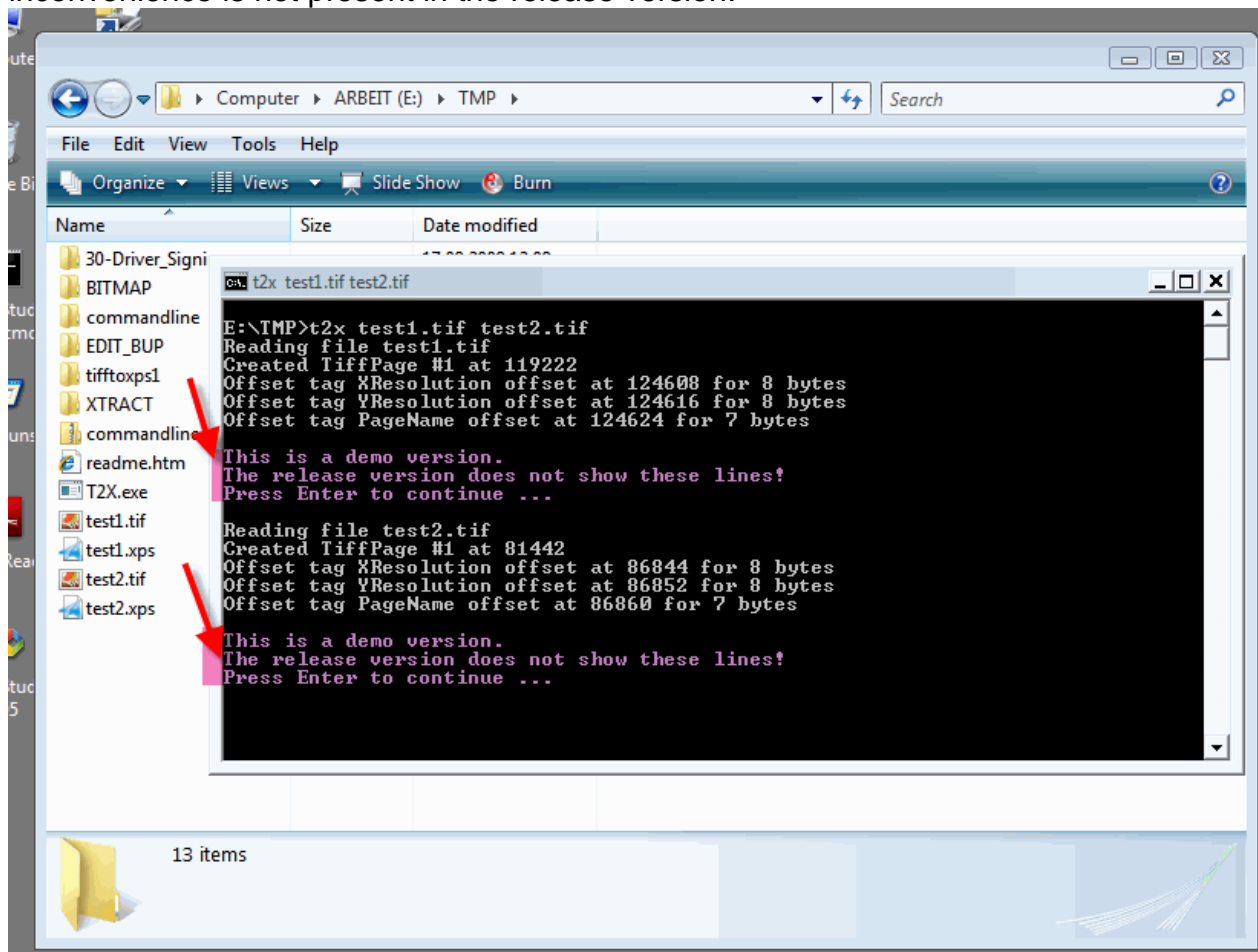 Computer ARBEIT (E:) TMP
Search
File Edit View Tools Help
Organize Views Slide Show Burn
Name Size Date modified
30-Driver_Signi
BITMAP
commandline
EDIT_BUP
tifftoxps1
XTRACT
commandline
readme.htm
T2X.exe
test1.tif
test1.xps
test2.tif
test2.xps
t2x test1.tif test2.tif
E:\TMP>t2x test1.tif test2.tif
Reading file test1.tif
Created TiffPage #1 at 119222
Offset tag XResolution offset at 124608 for 8 bytes
Offset tag YResolution offset at 124616 for 8 bytes
Offset tag PageName offset at 124624 for 7 bytes
This is a demo version.
The release version does not show these lines!
Press Enter to continue ...
Reading file test2.tif
Created TiffPage #1 at 81442
Offset tag XResolution offset at 86844 for 8 bytes
Offset tag YResolution offset at 86852 for 8 bytes
Offset tag PageName offset at 86860 for 7 bytes
This is a demo version.
The release version does not show these lines!
Press Enter to continue ...
13 items